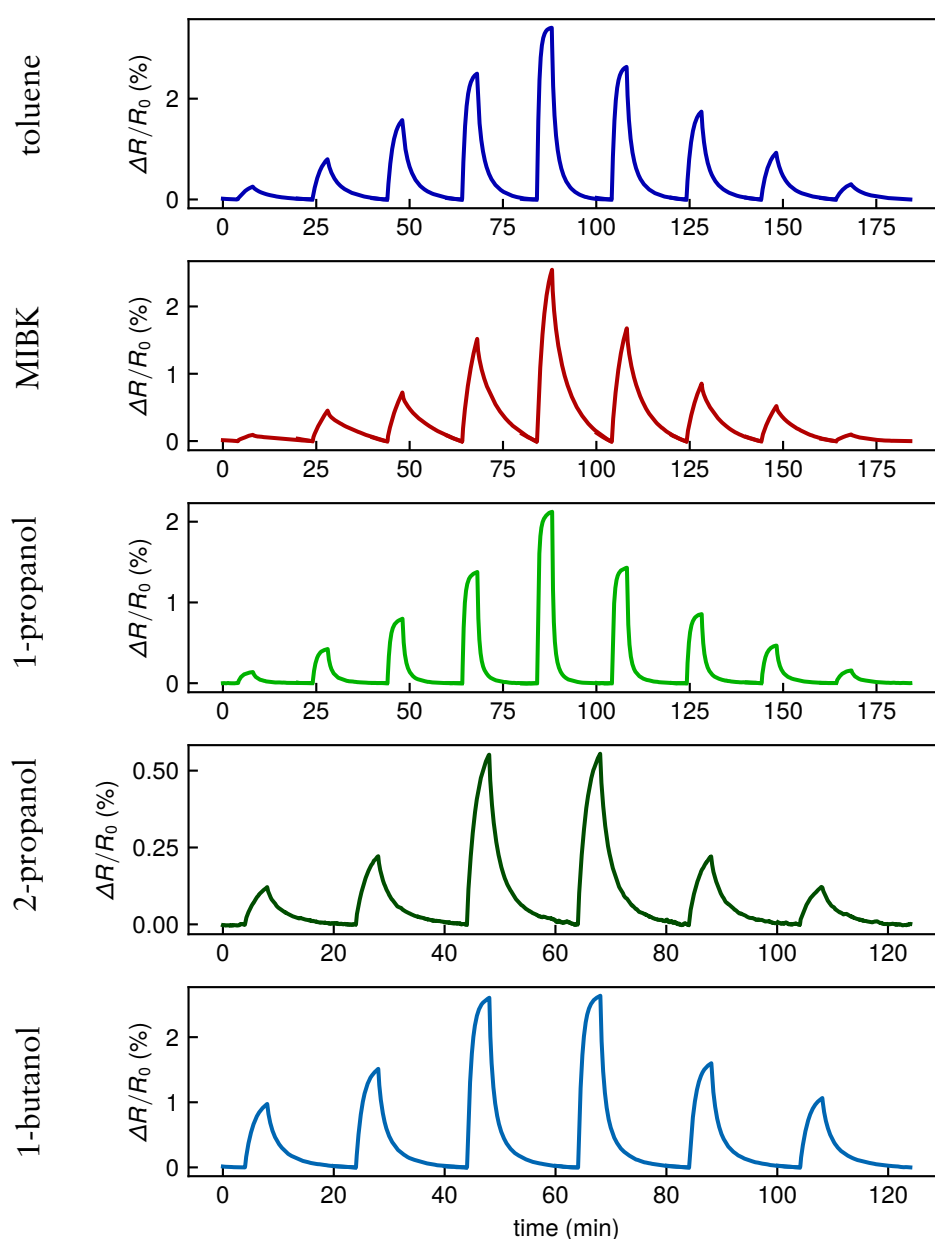 toluene
ΔR/R₀ (%)
2
0
0 25 50 75 100 125 150 175
MIBK
ΔR/R₀ (%)
2
1
0
0 25 50 75 100 125 150 175
1-propanol
ΔR/R₀ (%)
2
1
0
0 25 50 75 100 125 150 175
2-propanol
ΔR/R₀ (%)
0.50
0.25
0.00
0 20 40 60 80 100 120
1-butanol
ΔR/R₀ (%)
2
1
0
0 20 40 60 80 100 120
time (min)